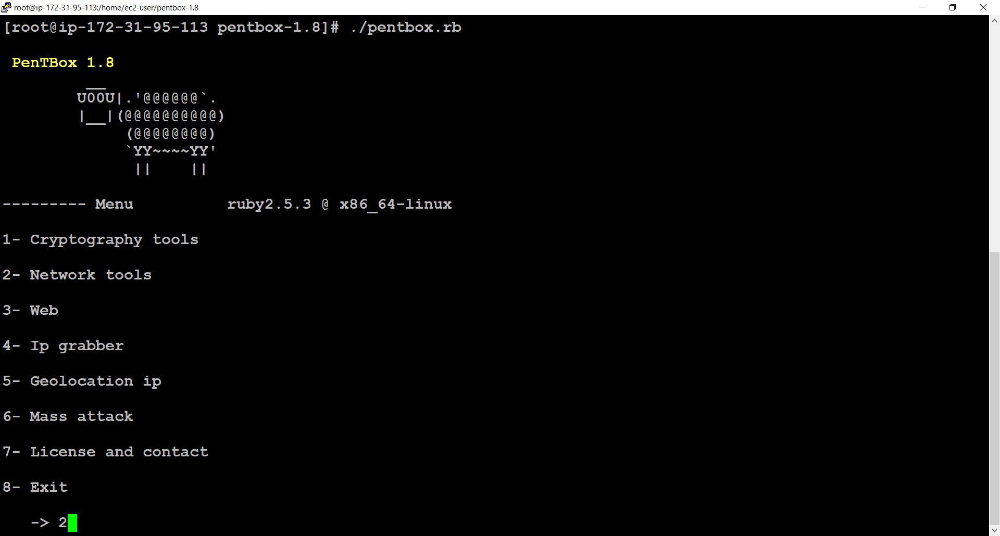 root@ip-172-31-95-113:/home/ec2-user/pentbox-1.8
[root@ip-172-31-95-113 pentbox-1.8]# ./pentbox.rb
 PenTBox 1.8
         __
        U00U|.'@@@@@@`.
        |__|(@@@@@@@@@@)
             (@@@@@@@@)
             `YY~~~~YY'
              ||    ||
--------- Menu          ruby2.5.3 @ x86_64-linux
1- Cryptography tools
2- Network tools
3- Web
4- Ip grabber
5- Geolocation ip
6- Mass attack
7- License and contact
8- Exit
   -> 2